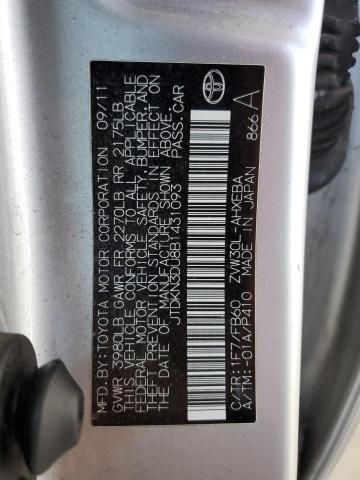 MFD. BY: TOYOTA MOTOR CORPORATION 09/11
GVWR 3980LB GAWR FR 2270LB RR 2175LB
THIS VEHICLE CONFORMS TO ALL APPLICABLE
FEDERAL MOTOR VEHICLE SAFETY, BUMPER, AND
THEFT PREVENTION STANDARDS IN EFFECT ON
THE DATE OF MANUFACTURE SHOWN ABOVE.
JTDKN3DU8B1431093 PASS.CAR
C/TR:1F7/FB60 ZVW30L-AHXEBA
A/TM:-01A/P410 MADE IN JAPAN 866 A
TOYOTA